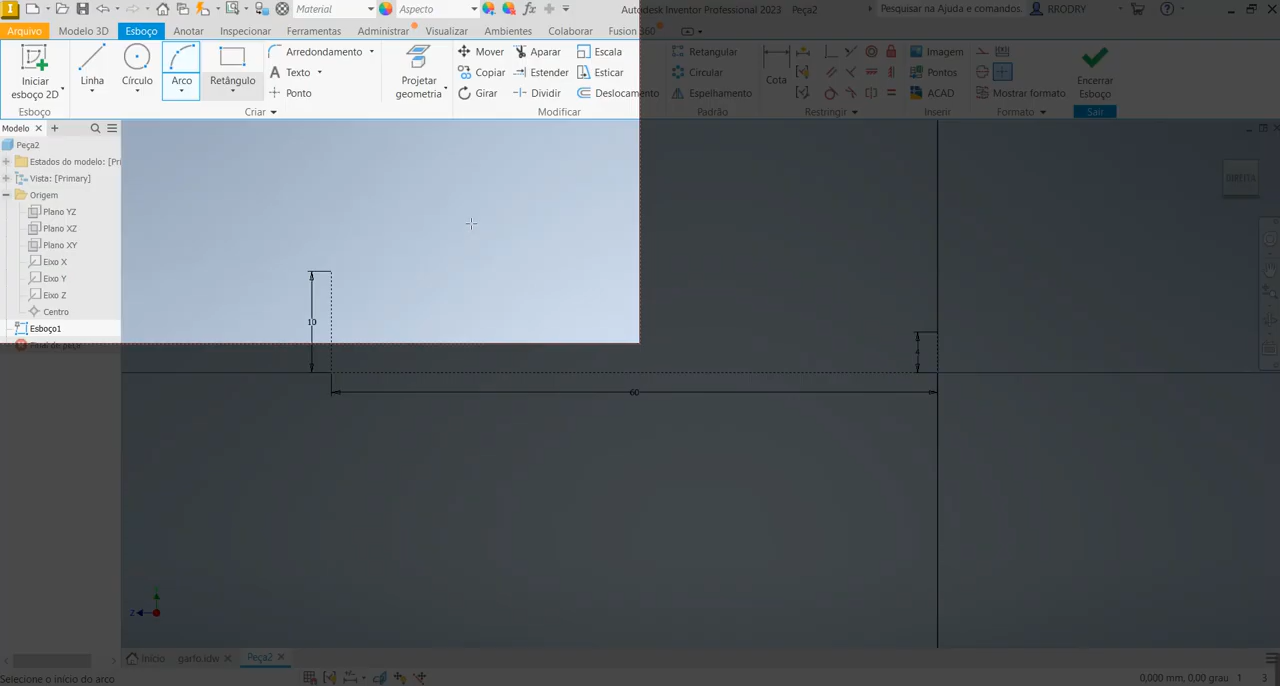 Material Aspecto Autodesk Inventor Professional 2023 Peça2 Pesquisar na Ajuda e comandos. RRODRY
Arquivo Modelo 3D Esboço Anotar Inspecionar Ferramentas Administrar Visualizar Ambientes Colaborar Fusion 360
Iniciar
esboço 2D
Linha
Círculo
Arco
Retângulo
Arredondamento
Texto
Ponto
Projetar
geometria
Mover Aparar Escala
Copiar Estender Esticar
Girar Dividir Deslocamento
Retangular
Circular
Espelhamento
Cota
Imagem
Pontos
ACAD
Mostrar formato
Encerrar
Esboço
Esboço Criar Modificar Padrão Restringir Inserir Formato Sair
Modelo
Peça2
Estados do modelo: [Pri
Vista: [Primary]
Origem
Plano YZ
Plano XZ
Plano XY
Eixo X
Eixo Y
Eixo Z
Centro
Esboço1
DIREITA
10
4
60
Z
Início garfo.idw Peça2
Selecione o início do arco 0,000 mm, 0,00 grau 1 3